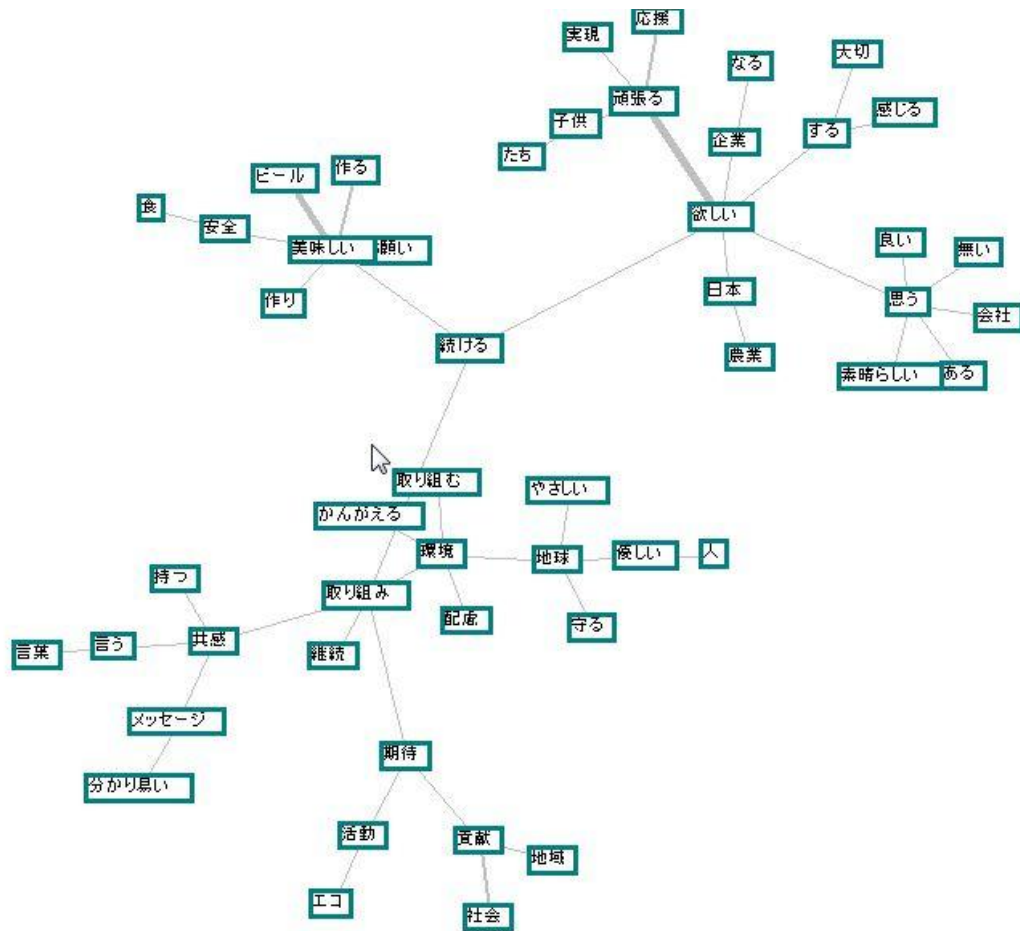 応援
実現
なる
大切
頑張る
感じる
子供
する
企業
たち
作る
ビール
食
安全
欲しい
美味しい
願い
良い
無い
日本
作り
思う
会社
続ける
農業
素晴らしい
ある
取り組む
やさしい
かんがえる
環境
地球
優しい
人
持つ
取り組み
配慮
守る
共感
言う
言葉
継続
メッセージ
期待
分かり易い
活動
貢献
地域
エコ
社会